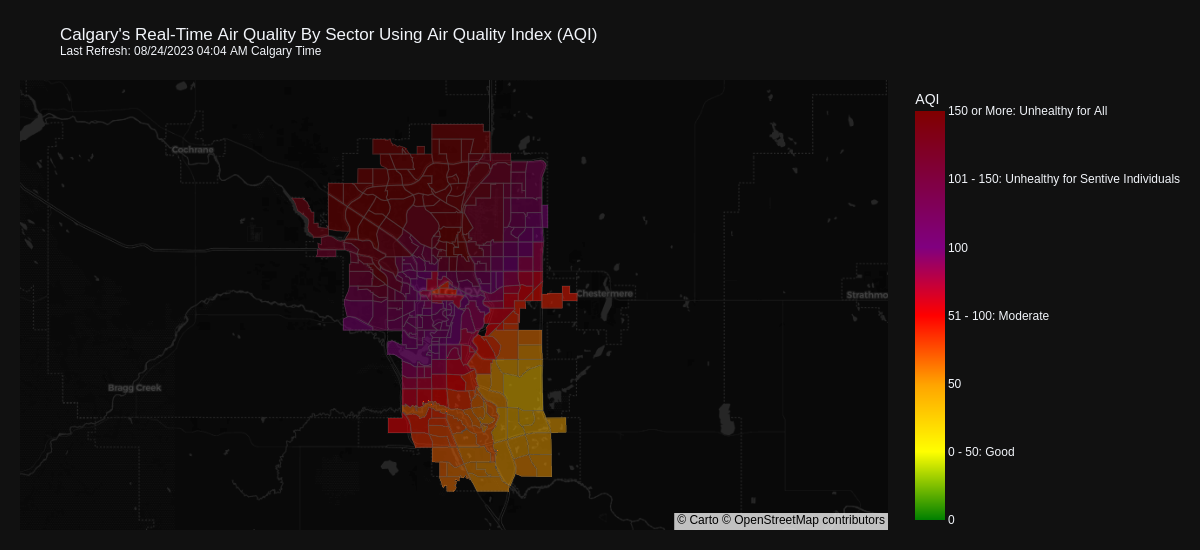 Calgary's Real-Time Air Quality By Sector Using Air Quality Index (AQI)
Last Refresh: 08/24/2023 04:04 AM Calgary Time
AQI
150 or More: Unhealthy for All
Cochrane
101 - 150: Unhealthy for Sentive Individuals
100
CALGARY
Chestermere
Strathmo
51 - 100: Moderate
Bragg Creek
50
0 - 50: Good
© Carto © OpenStreetMap contributors
0